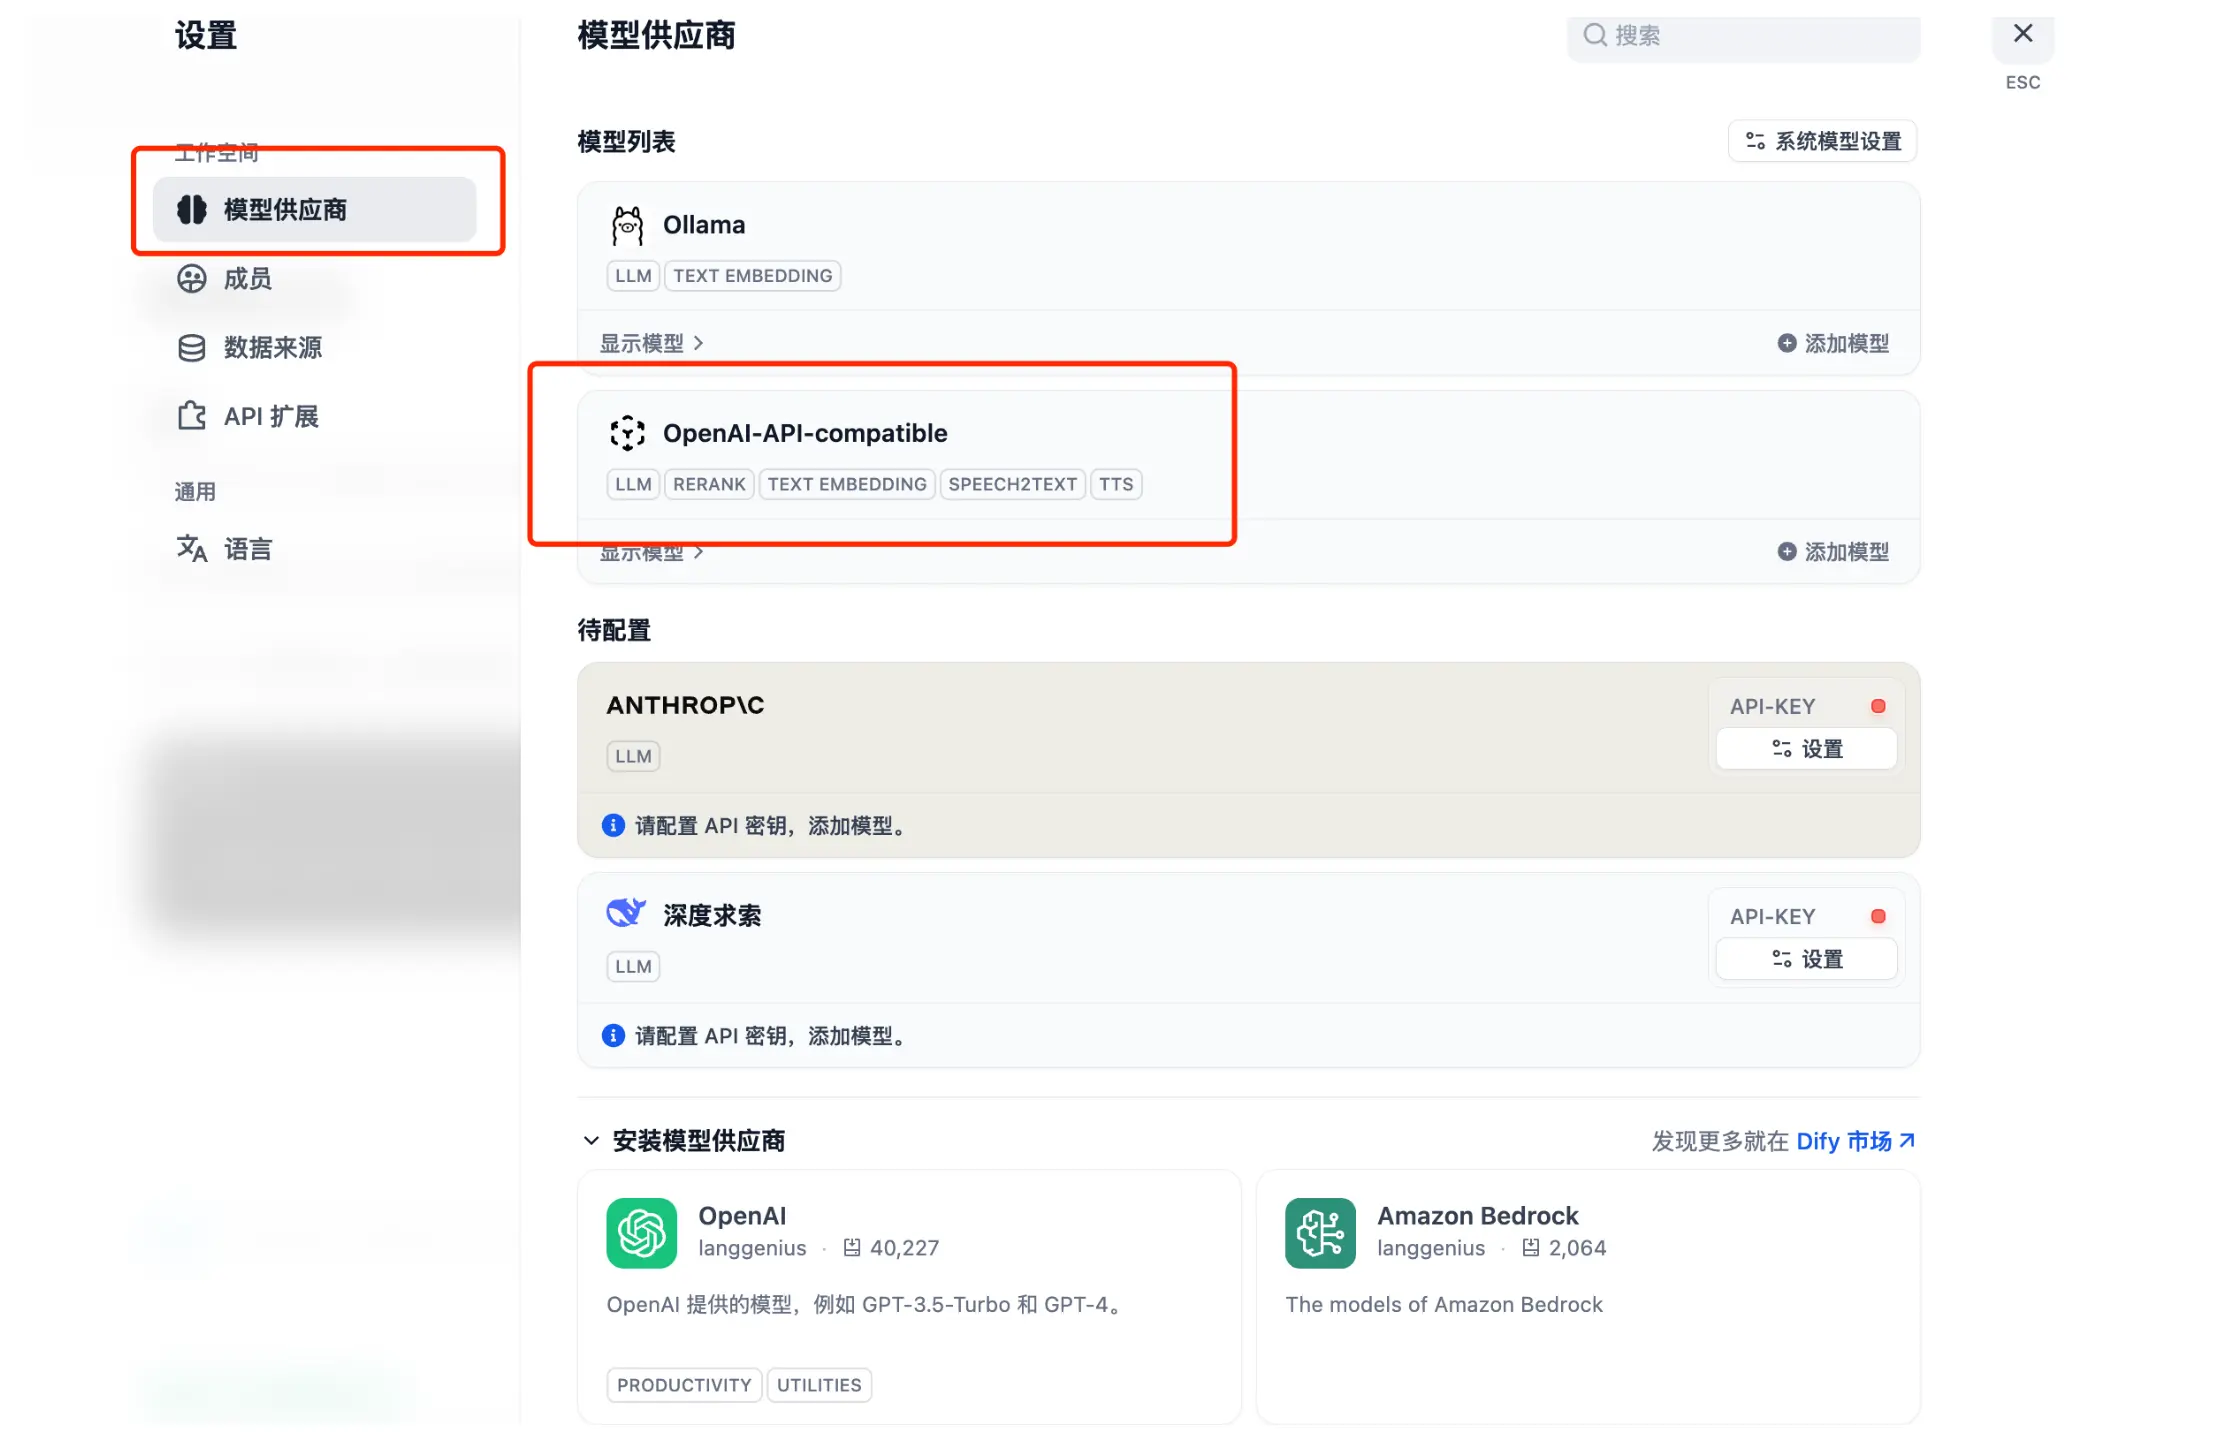 设置
工作空间
模型供应商
成员
数据来源
API 扩展
通用
语言
模型供应商
搜索
ESC
模型列表
系统模型设置
Ollama
LLM TEXT EMBEDDING
显示模型
添加模型
OpenAI-API-compatible
LLM RERANK TEXT EMBEDDING SPEECH2TEXT TTS
显示模型
添加模型
待配置
ANTHROP\C
API-KEY
LLM
设置
请配置 API 密钥，添加模型。
深度求索
API-KEY
LLM
设置
请配置 API 密钥，添加模型。
安装模型供应商
发现更多就在 Dify 市场
OpenAI
langgenius · 40,227
OpenAI 提供的模型，例如 GPT-3.5-Turbo 和 GPT-4。
PRODUCTIVITY UTILITIES
Amazon Bedrock
langgenius · 2,064
The models of Amazon Bedrock